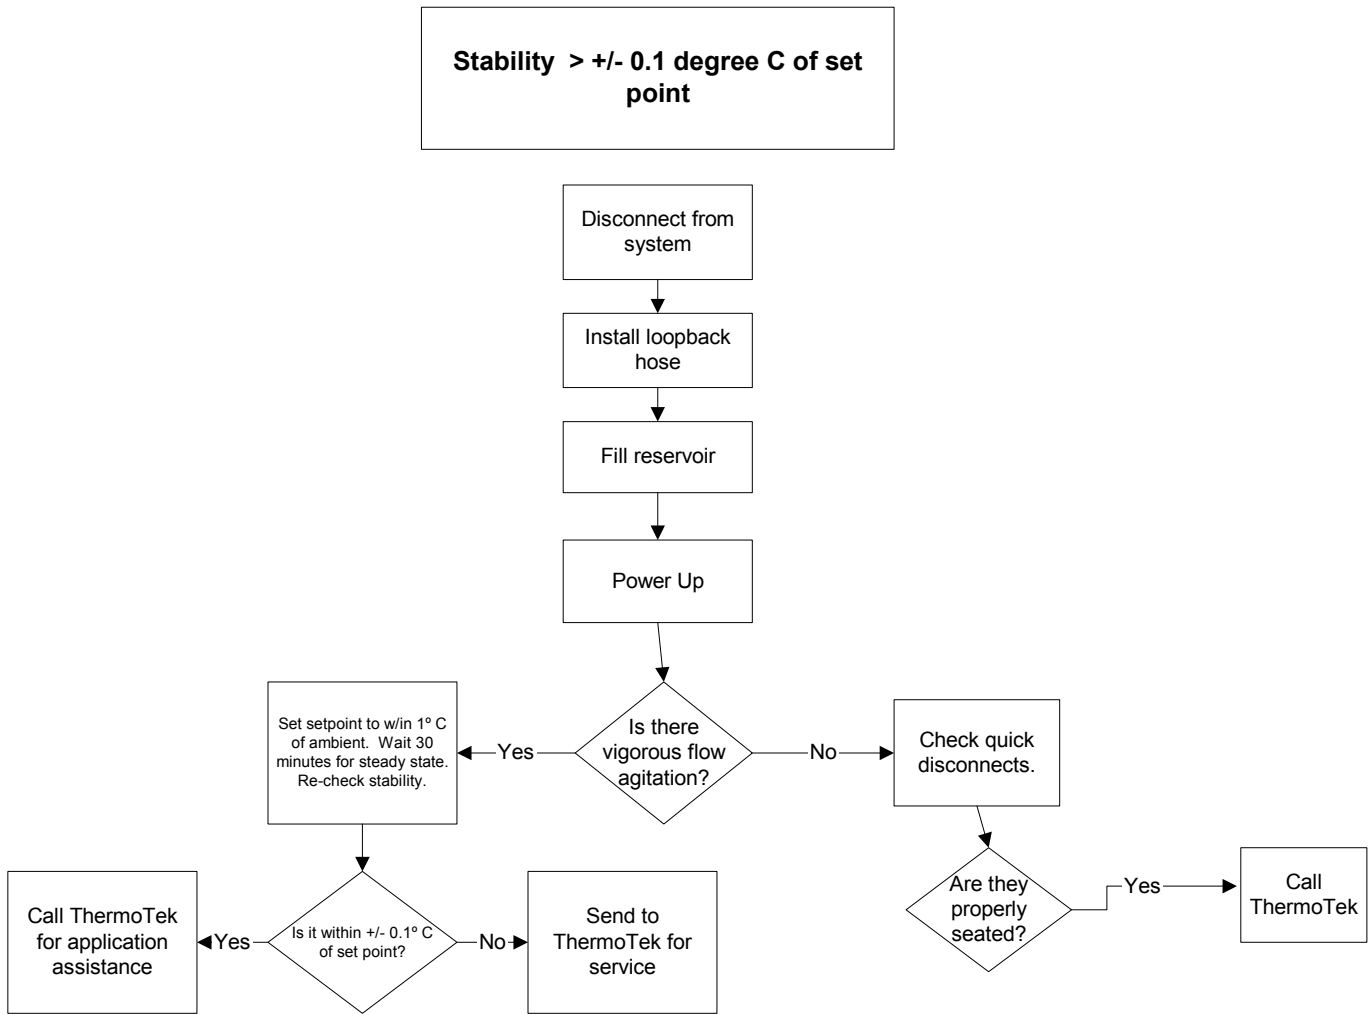 Stability > +/- 0.1 degree C of set
point
Disconnect from
system
Install loopback
hose
Fill reservoir
Power Up
Is there
vigorous flow
agitation?
Yes
No
Set setpoint to w/in 1º C
of ambient. Wait 30
minutes for steady state.
Re-check stability.
Check quick
disconnects.
Is it within +/- 0.1º C
of set point?
Yes
No
Call ThermoTek
for application
assistance
Send to
ThermoTek for
service
Are they
properly
seated?
Yes
Call
ThermoTek